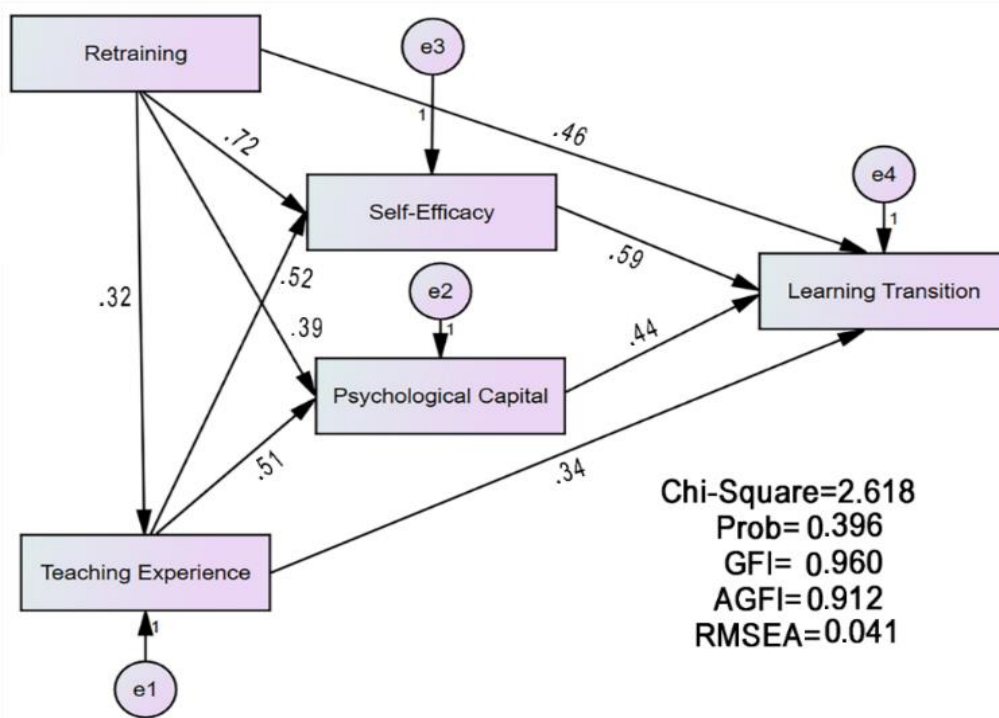 Retraining
e3
1
.72
.46
e4
1
Self-Efficacy
.59
Learning Transition
.32
.52
e2
1
.39
.44
Psychological Capital
.51
.34
Chi-Square=2.618
Prob= 0.396
GFI= 0.960
AGFI=0.912
RMSEA=0.041
Teaching Experience
1
e1